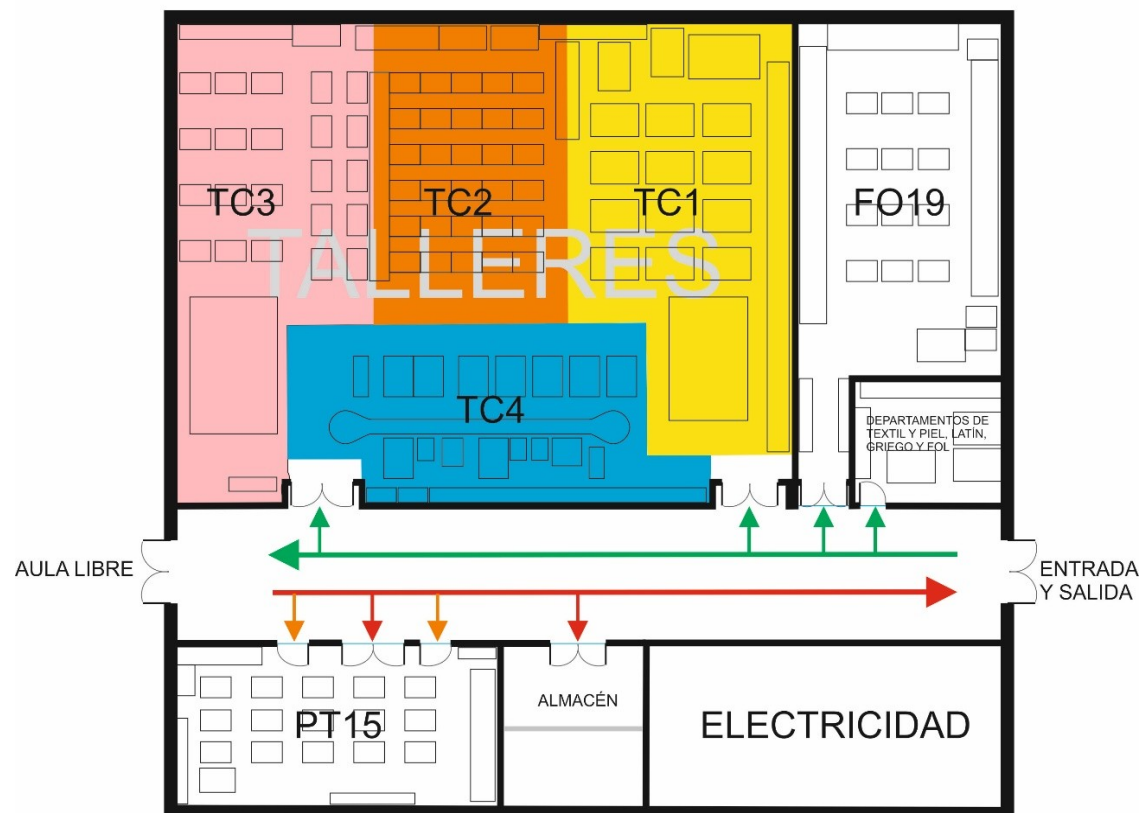 TC3
TC2
TC1
FO19
TALLERES
TC4
DEPARTAMENTOS DE
TEXTIL Y PIEL, LATÍN,
GRIEGO Y FOL
AULA LIBRE
ENTRADA
Y SALIDA
PT15
ALMACÉN
ELECTRICIDAD